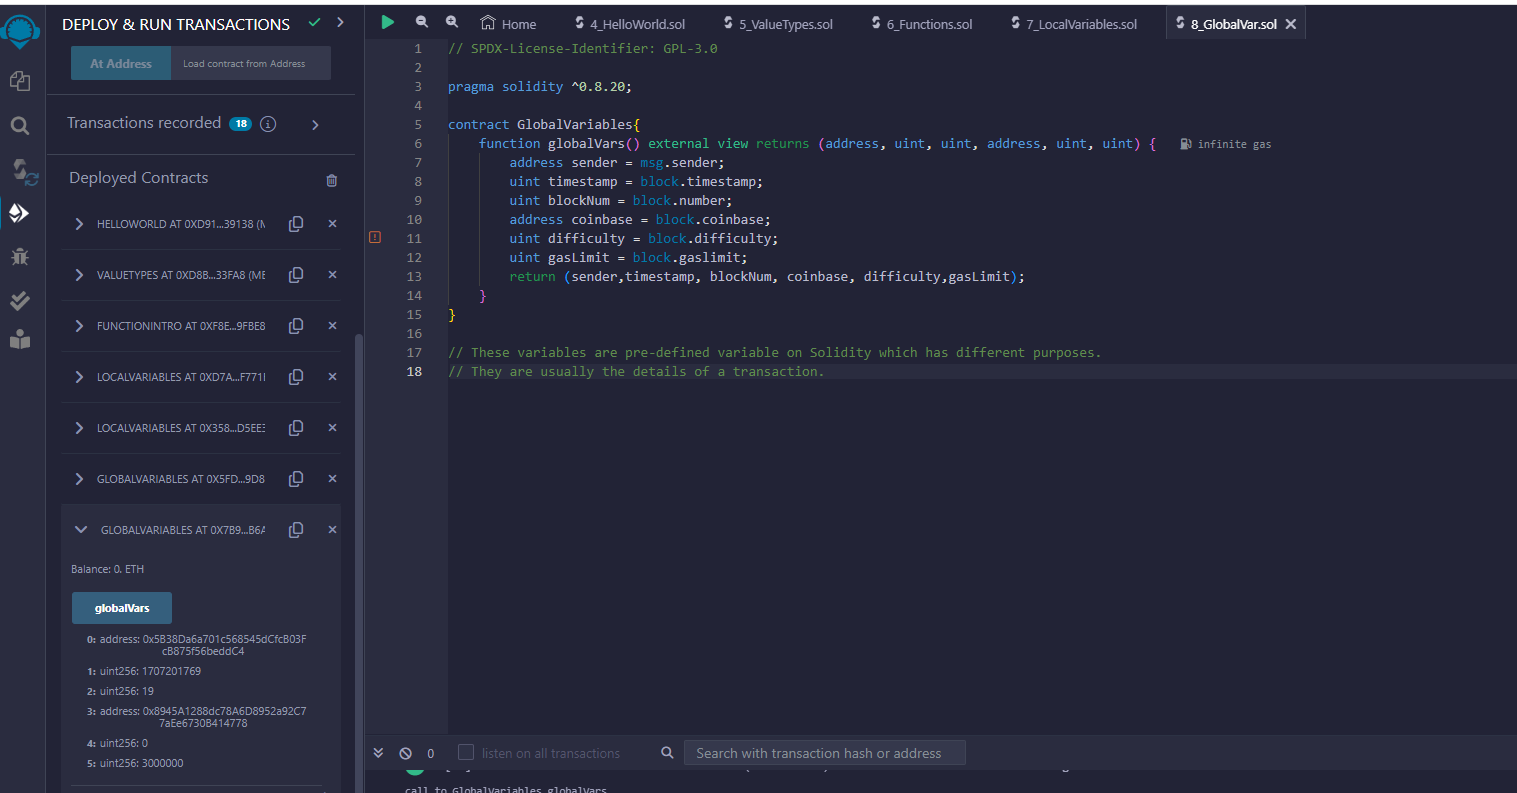 DEPLOY & RUN TRANSACTIONS
At Address
Load contract from Address
Transactions recorded 18
Deployed Contracts
HELLOWORLD AT 0XD91...39138 (M
VALUETYPES AT 0XD8B...33FA8 (ME
FUNCTIONINTRO AT 0XF8E...9FBE8
LOCALVARIABLES AT 0XD7A...F771I
LOCALVARIABLES AT 0X358...D5EE3
GLOBALVARIABLES AT 0X5FD...9D8
GLOBALVARIABLES AT 0X7B9...B6A
Balance: 0. ETH
globalVars
0: address: 0x5B38Da6a701c568545dCfcB03F
cB875f56beddC4
1: uint256: 1707201769
2: uint256: 19
3: address: 0x8945A1288dc78A6D8952a92C7
7aEe6730B414778
4: uint256: 0
5: uint256: 3000000
Home
4_HelloWorld.sol
5_ValueTypes.sol
6_Functions.sol
7_LocalVariables.sol
8_GlobalVar.sol
1 // SPDX-License-Identifier: GPL-3.0
2
3 pragma solidity ^0.8.20;
4
5 contract GlobalVariables{
6 function globalVars() external view returns (address, uint, uint, address, uint, uint) { infinite gas
7 address sender = msg.sender;
8 uint timestamp = block.timestamp;
9 uint blockNum = block.number;
10 address coinbase = block.coinbase;
11 uint difficulty = block.difficulty;
12 uint gasLimit = block.gaslimit;
13 return (sender,timestamp, blockNum, coinbase, difficulty,gasLimit);
14 }
15 }
16
17 // These variables are pre-defined variable on Solidity which has different purposes.
18 // They are usually the details of a transaction.
0
listen on all transactions
Search with transaction hash or address
call to GlobalVariables.globalVars